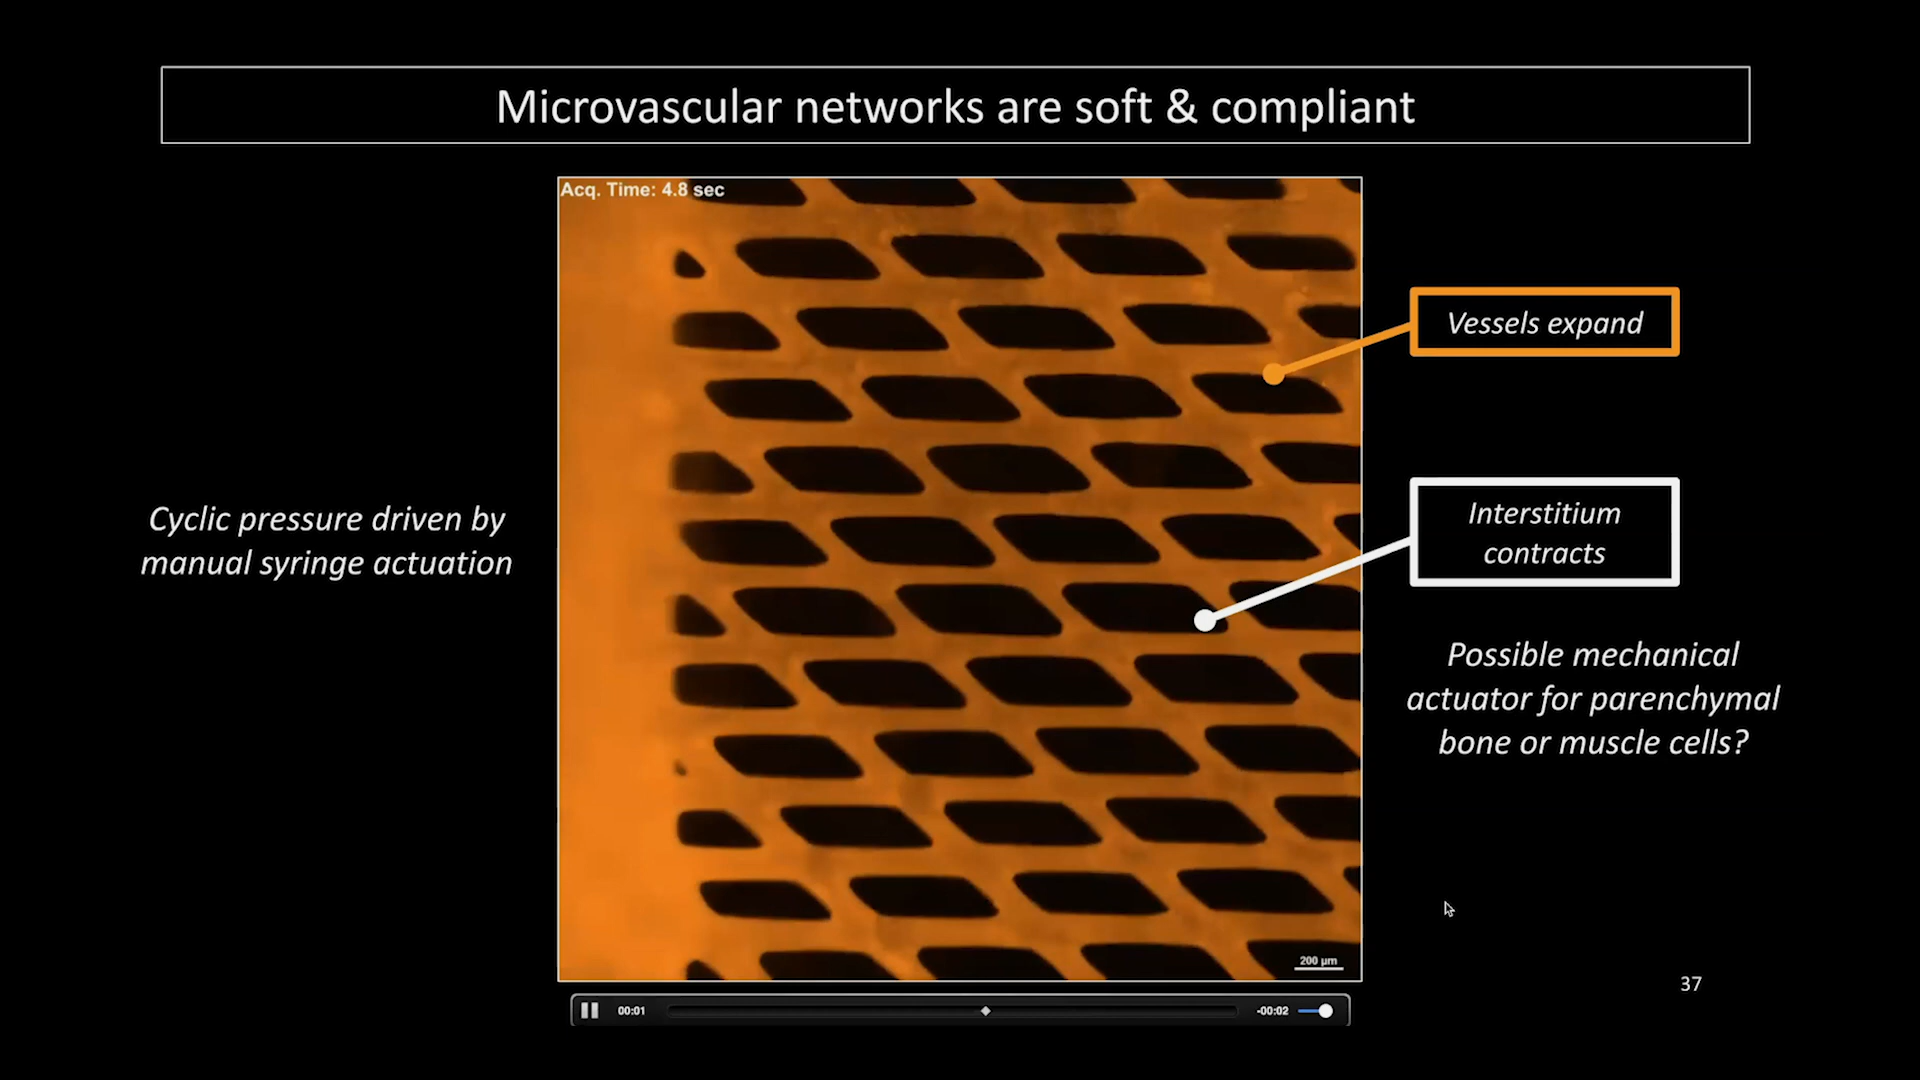 Microvascular networks are soft & compliant
Acq. Time: 4.8 sec
Vessels expand
Cyclic pressure driven by
manual syringe actuation
Interstitium
contracts
Possible mechanical
actuator for parenchymal
bone or muscle cells?
200 µm
37
00:01
-00:02